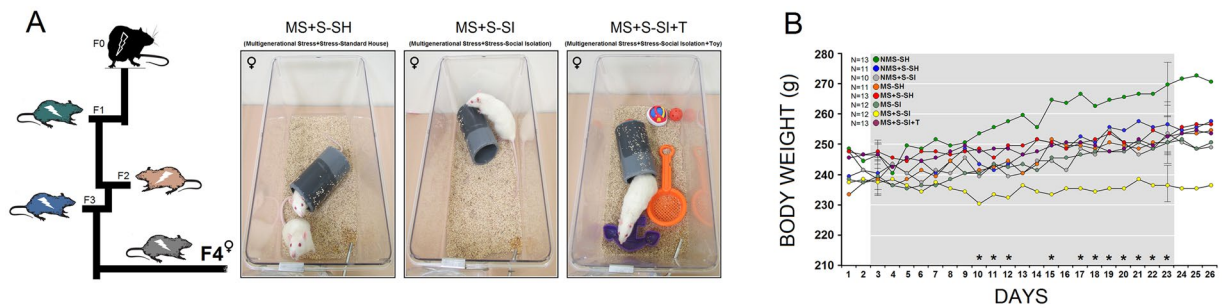 A
F0
F1
F2
F3
F4♀
MS+S-SH
(Multigenerational Stress+Stress-Standard House)
♀
MS+S-SI
(Multigenerational Stress+Stress-Social Isolation)
♀
MS+S-SI+T
(Multigenerational Stress+Stress-Social Isolation+Toy)
♀
B
BODY WEIGHT (g)
280
270
260
250
240
230
220
210
N=13 NMS-SH
N=11 NMS+S-SH
N=10 NMS+S-SI
N=11 MS-SH
N=13 MS+S-SH
N=12 MS-SI
N=12 MS+S-SI
N=13 MS+S-SI+T
* * * * * * * * * *
1 2 3 4 5 6 7 8 9 10 11 12 13 14 15 16 17 18 19 20 21 22 23 24 25 26
DAYS